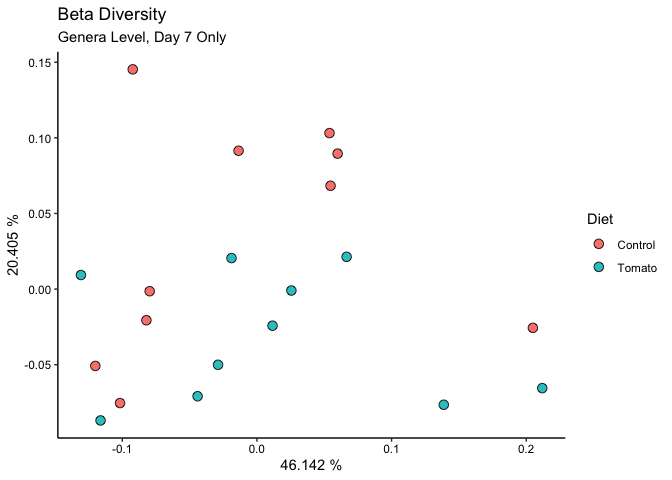 Beta Diversity
Genera Level, Day 7 Only
0.15
0.10
0.05
0.00
-0.05
20.405 %
-0.1
0.0
0.1
0.2
46.142 %
Diet
Control
Tomato